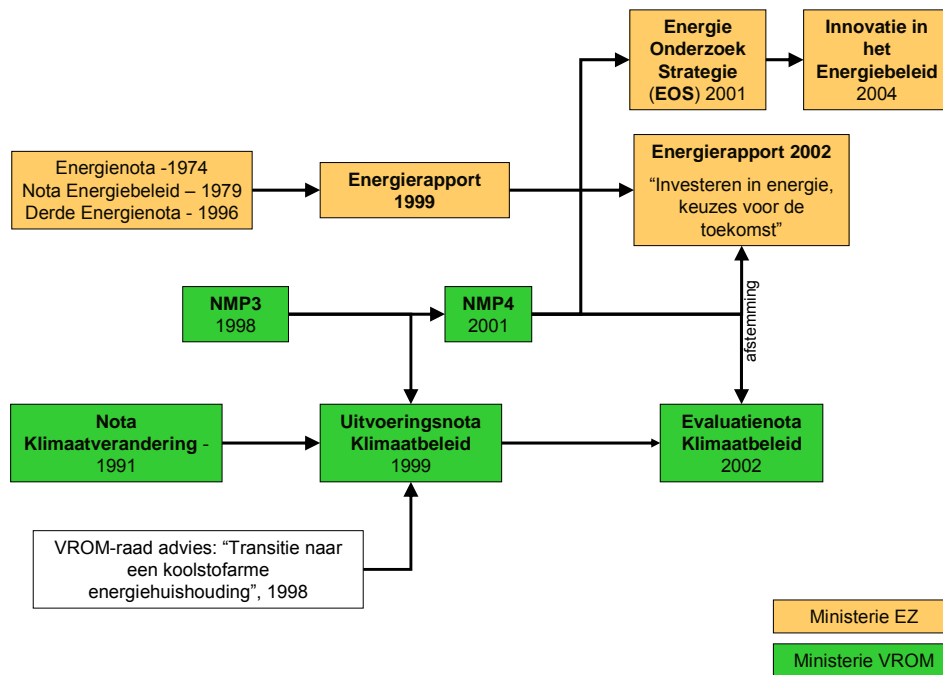 Energie
Onderzoek
Strategie
(EOS) 2001
Innovatie in
het
Energiebeleid
2004
Energienota -1974
Nota Energiebeleid – 1979
Derde Energienota - 1996
Energierapport
1999
Energierapport 2002
“Investeren in energie,
keuzes voor de
toekomst”
NMP3
1998
NMP4
2001
afstemming
Nota
Klimaatverandering -
1991
Uitvoeringsnota
Klimaatbeleid
1999
Evaluatienota
Klimaatbeleid
2002
VROM-raad advies: “Transitie naar
een koolstofarme
energiehuishouding”, 1998
Ministerie EZ
Ministerie VROM